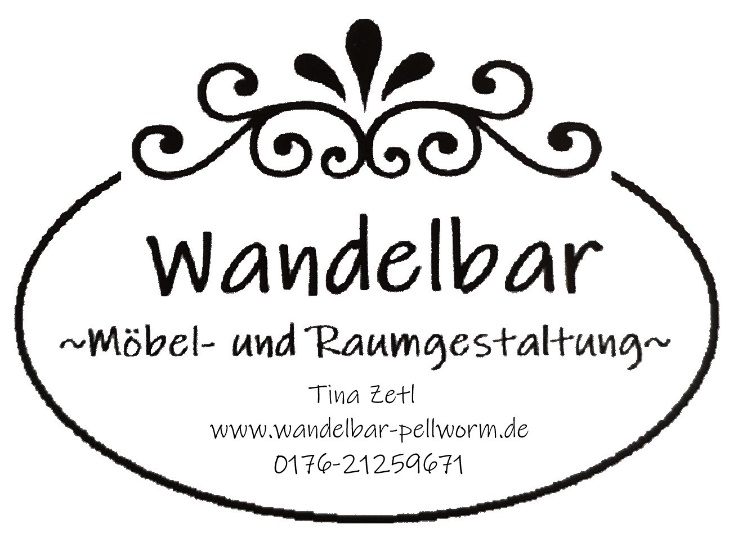 Wandelbar
~Möbel- und Raumgestaltung~
Tina Zetl
www.wandelbar-pellworm.de
0176-21259671